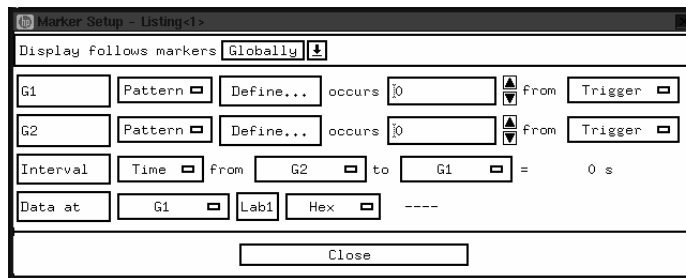 hp Marker Setup - Listing<1>
Display follows markers Globally
G1 Pattern Define... occurs 0 from Trigger
G2 Pattern Define... occurs 0 from Trigger
Interval Time from G2 to G1 = 0 s
Data at G1 Lab1 Hex ----
Close